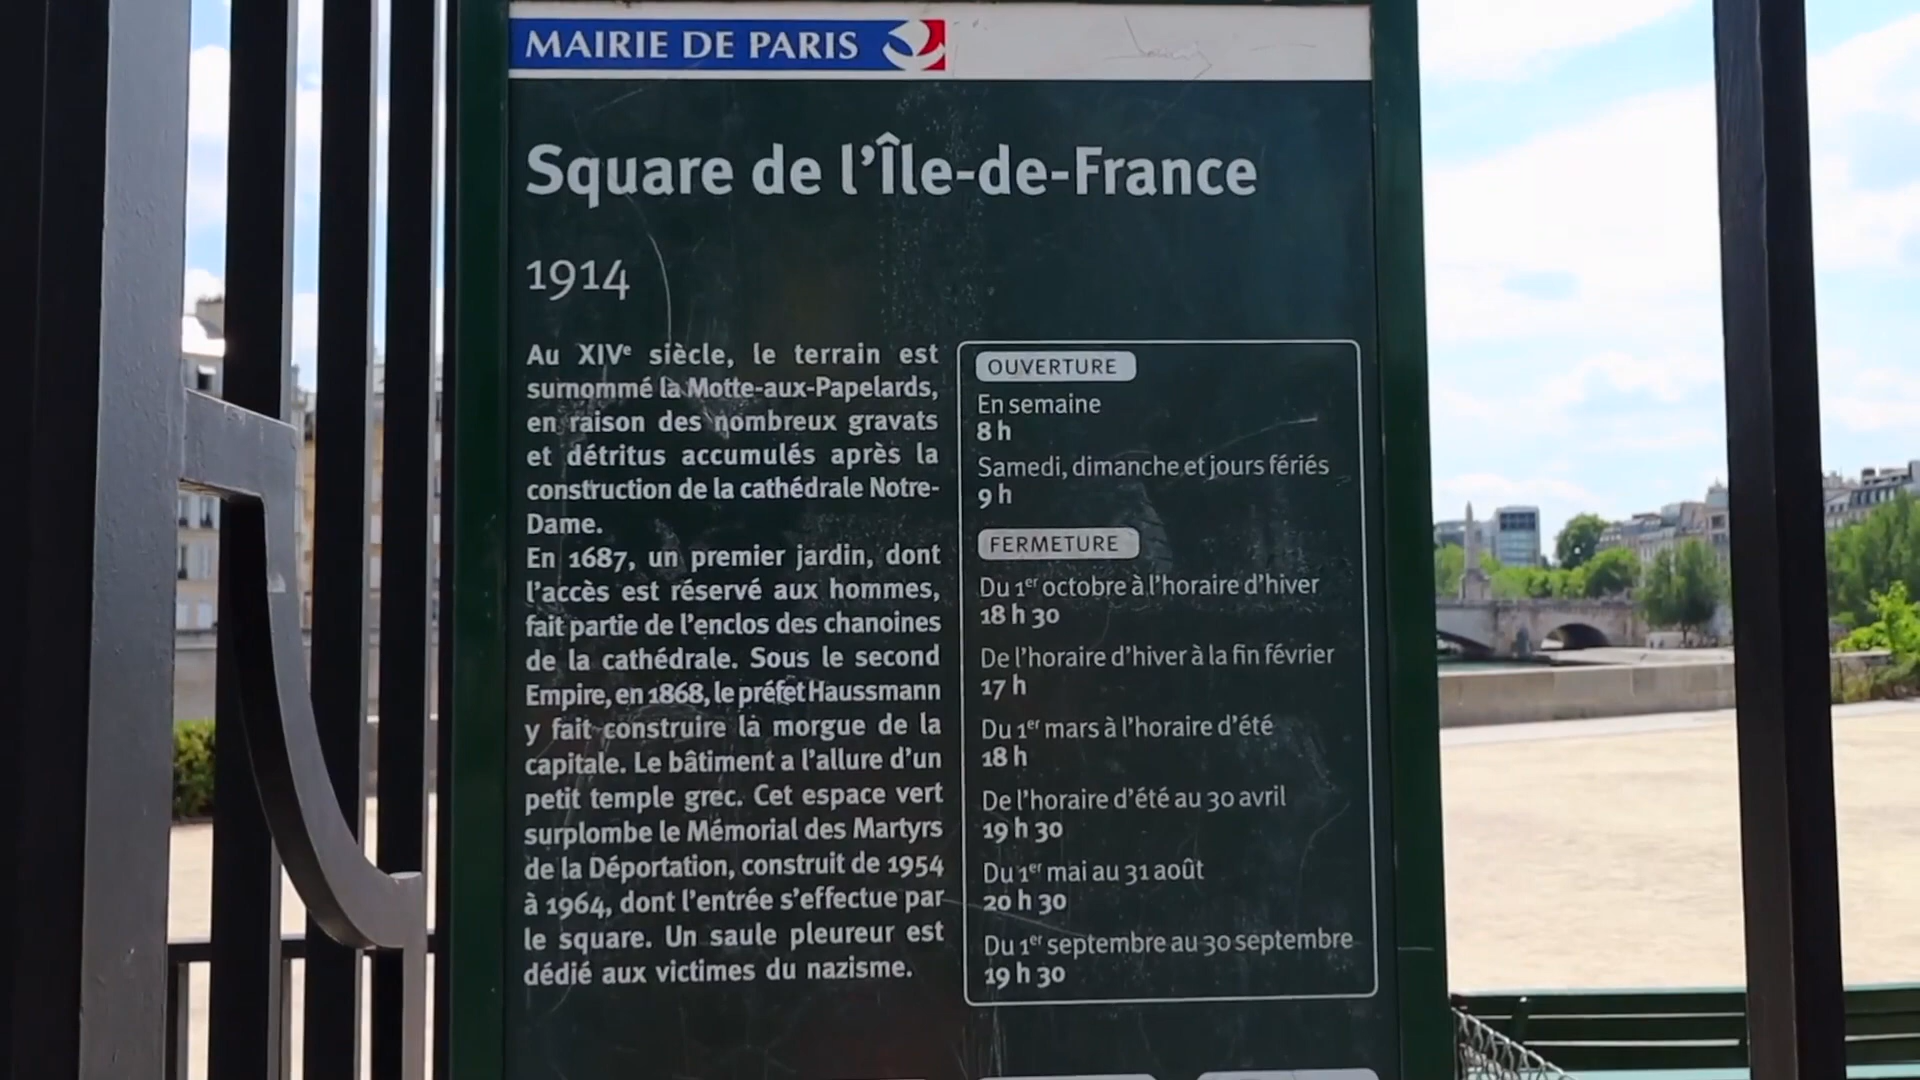 MAIRIE DE PARIS
Square de l'Île-de-France
1914
Au XIVe siècle, le terrain est
surnommé la Motte-aux-Papelards,
en raison des nombreux gravats
et détritus accumulés après la
construction de la cathédrale Notre-
Dame.
En 1687, un premier jardin, dont
l'accès est réservé aux hommes,
fait partie de l'enclos des chanoines
de la cathédrale. Sous le second
Empire, en 1868, le préfet Haussmann
y fait construire la morgue de la
capitale. Le bâtiment a l'allure d'un
petit temple grec. Cet espace vert
surplombe le Mémorial des Martyrs
de la Déportation, construit de 1954
à 1964, dont l'entrée s'effectue par
le square. Un saule pleureur est
dédié aux victimes du nazisme.
OUVERTURE
En semaine
8 h
Samedi, dimanche et jours fériés
9 h
FERMETURE
Du 1er octobre à l'horaire d'hiver
18 h 30
De l'horaire d'hiver à la fin février
17 h
Du 1er mars à l'horaire d'été
18 h
De l'horaire d'été au 30 avril
19 h 30
Du 1er mai au 31 août
20 h 30
Du 1er septembre au 30 septembre
19 h 30